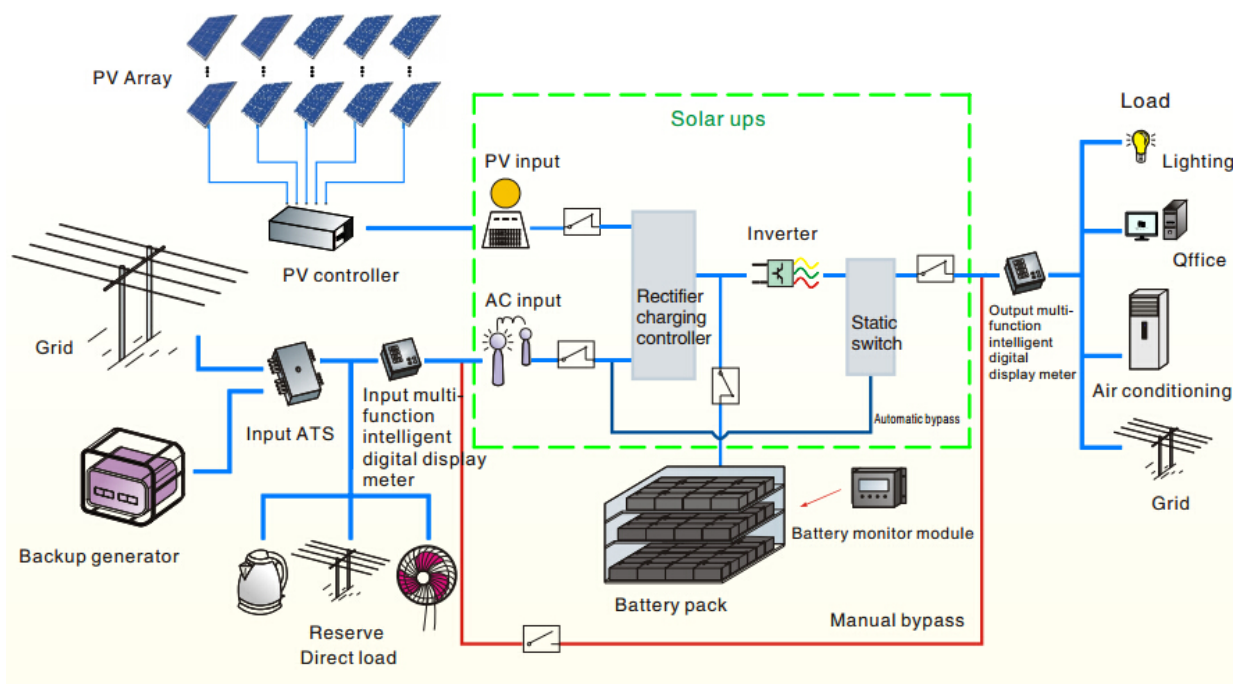 PV Array
Solar ups
Load
Lighting
PV input
Qffice
PV controller
Inverter
AC input
Rectifier
charging
controller
Static
switch
Output multi-
function
intelligent
digital
display meter
Grid
Air conditioning
Input multi-
function
intelligent
digital display
meter
Input ATS
Automatic bypass
Grid
Backup generator
Battery monitor module
Battery pack
Manual bypass
Reserve
Direct load